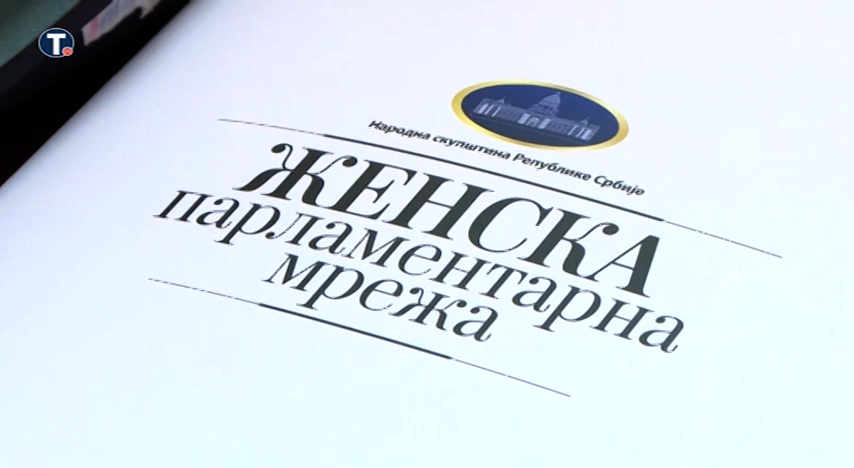 T.
Народна скупштина Републике Србије
ЖЕНСКА
парламентарна
мрежа